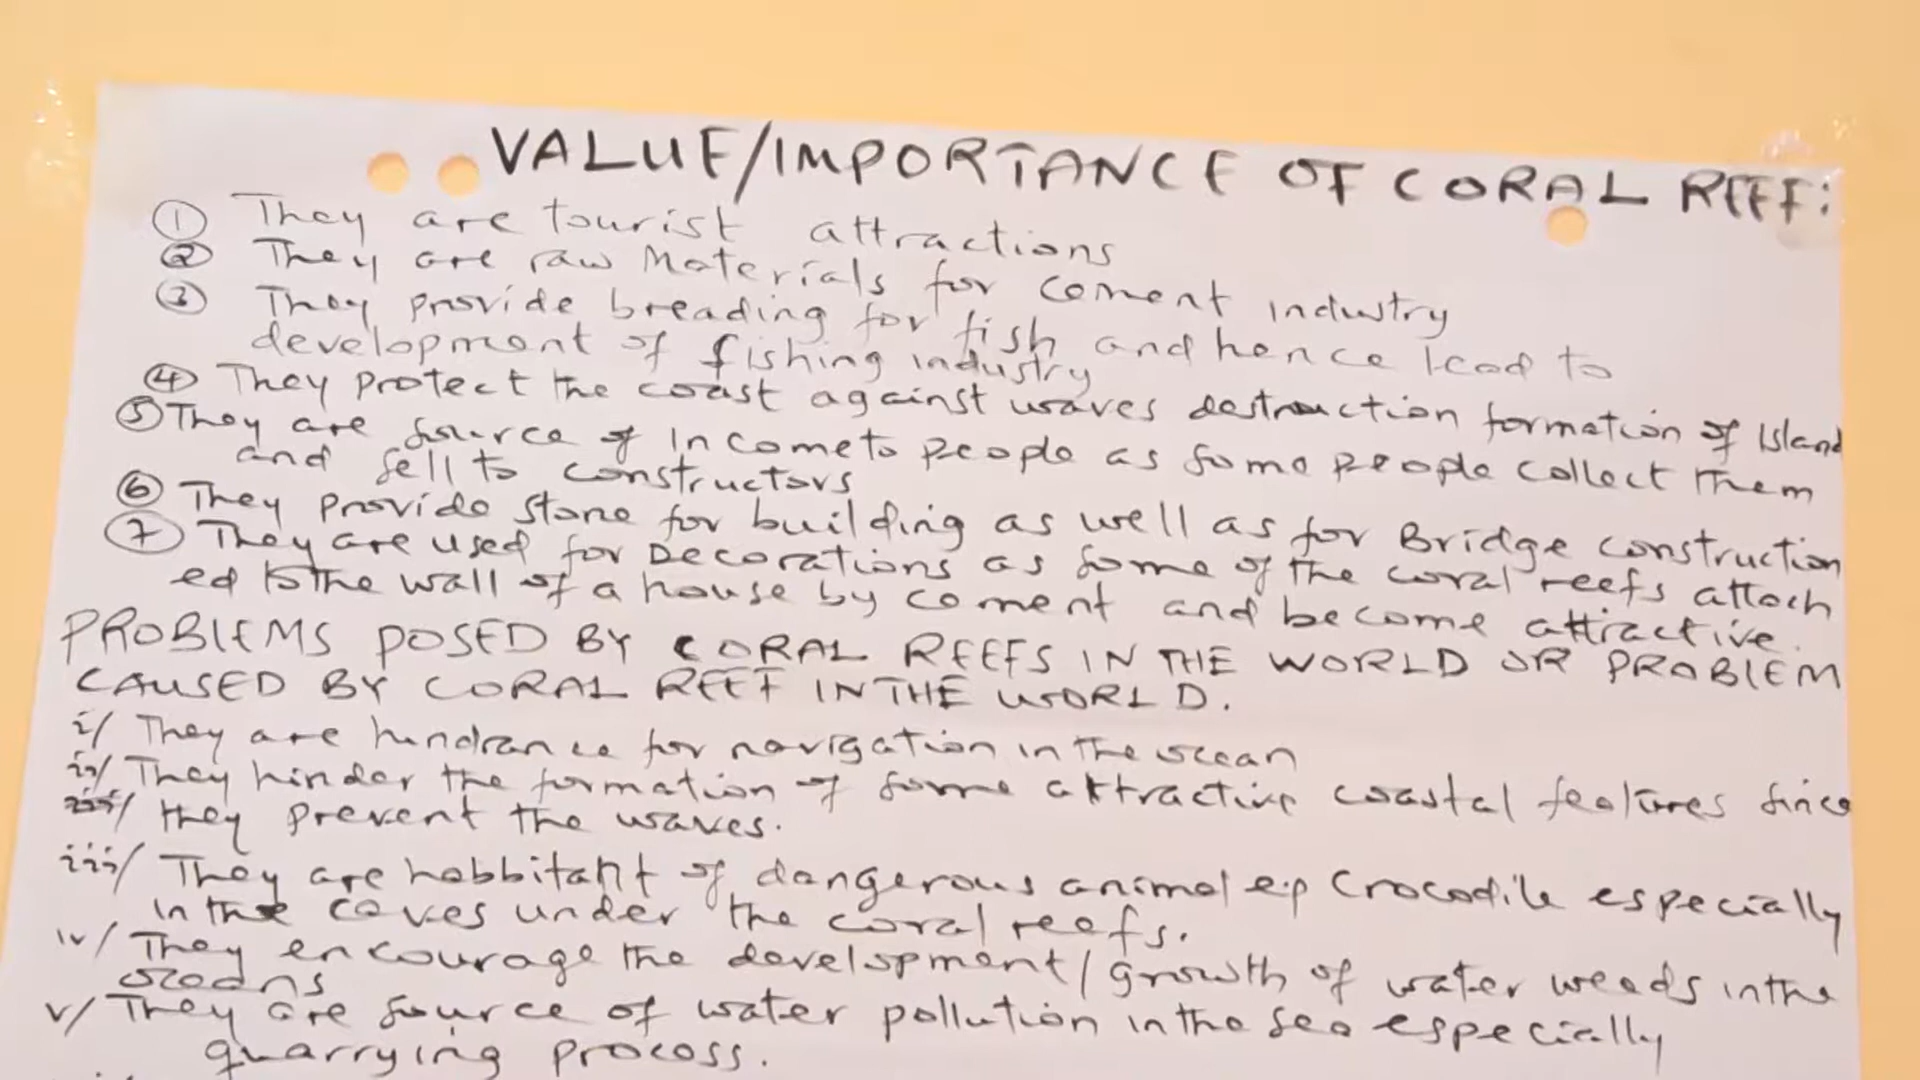 VALUE/IMPORTANCE OF CORAL REEF:
① They are tourist attractions
② They are raw Materials for cement industry
③ They provide breading for fish and hence lead to
development of fishing industry
④ They protect the coast against waves destruction formation of Island
⑤ They are source of Income to people as some people collect them
and sell to constructors
⑥ They provide stone for building as well as for Bridge construction
⑦ They are used for Decorations as some of the coral reefs attach
ed to the wall of a house by cement and become attractive.
PROBLEMS POSED BY CORAL REEFS IN THE WORLD OR PROBLEM
CAUSED BY CORAL REEF IN THE WORLD.
i/ They are hindrance for navigation in the ocean
ii/ They hinder the formation of some attractive coastal features since
they prevent the waves.
iii/ They are habbitant of dangerous animal e.g Crocodile especially
in the caves under the coral reefs.
iv/ They encourage the development/growth of water weeds in the
oceans
v/ They are source of water pollution in the sea especially
quarrying process.